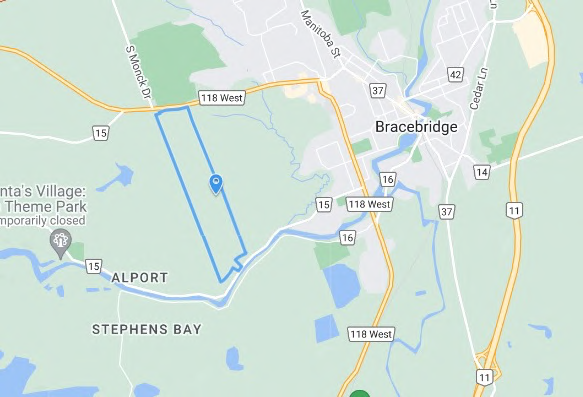 Manitoba St
S Monck Dr
Ln
42
Cedar Ln
37
118 West
Bracebridge
15
14
16
nta's Village:
Theme Park
mporarily closed
15
118 West
37
11
16
15
ALPORT
STEPHENS BAY
118 West
11